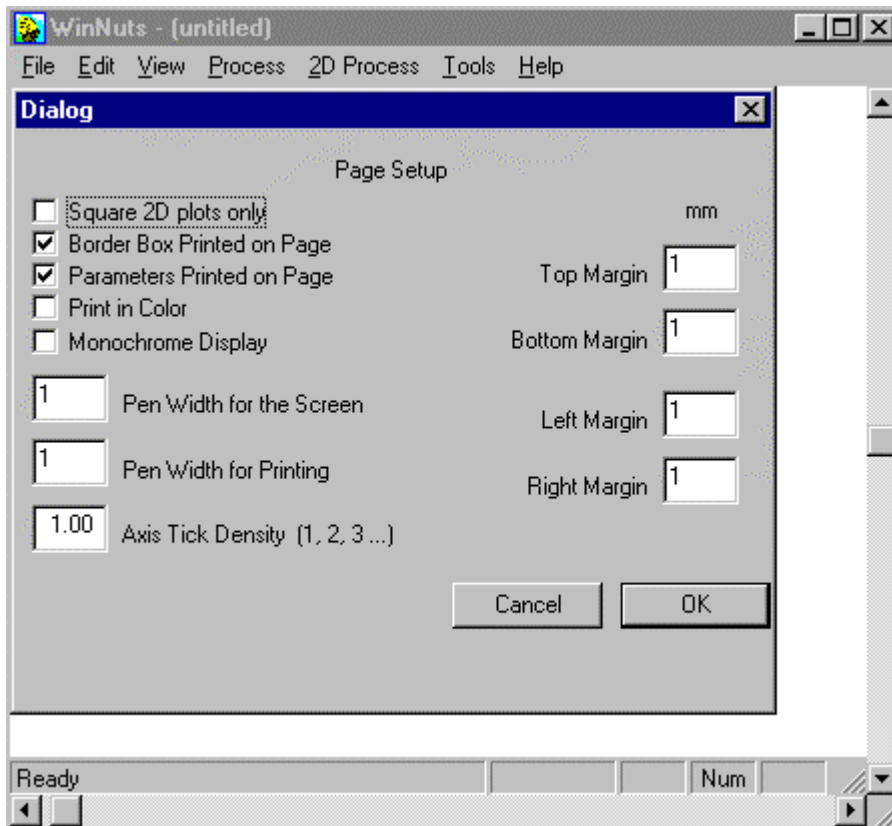 WinNuts - (untitled)
File Edit View Process 2D Process Tools Help
Dialog
Page Setup
Square 2D plots only
mm
Border Box Printed on Page
Parameters Printed on Page
Top Margin 1
Print in Color
Monochrome Display
Bottom Margin 1
1 Pen Width for the Screen
Left Margin 1
1 Pen Width for Printing
Right Margin 1
1.00 Axis Tick Density (1, 2, 3 ...)
Cancel OK
Ready Num